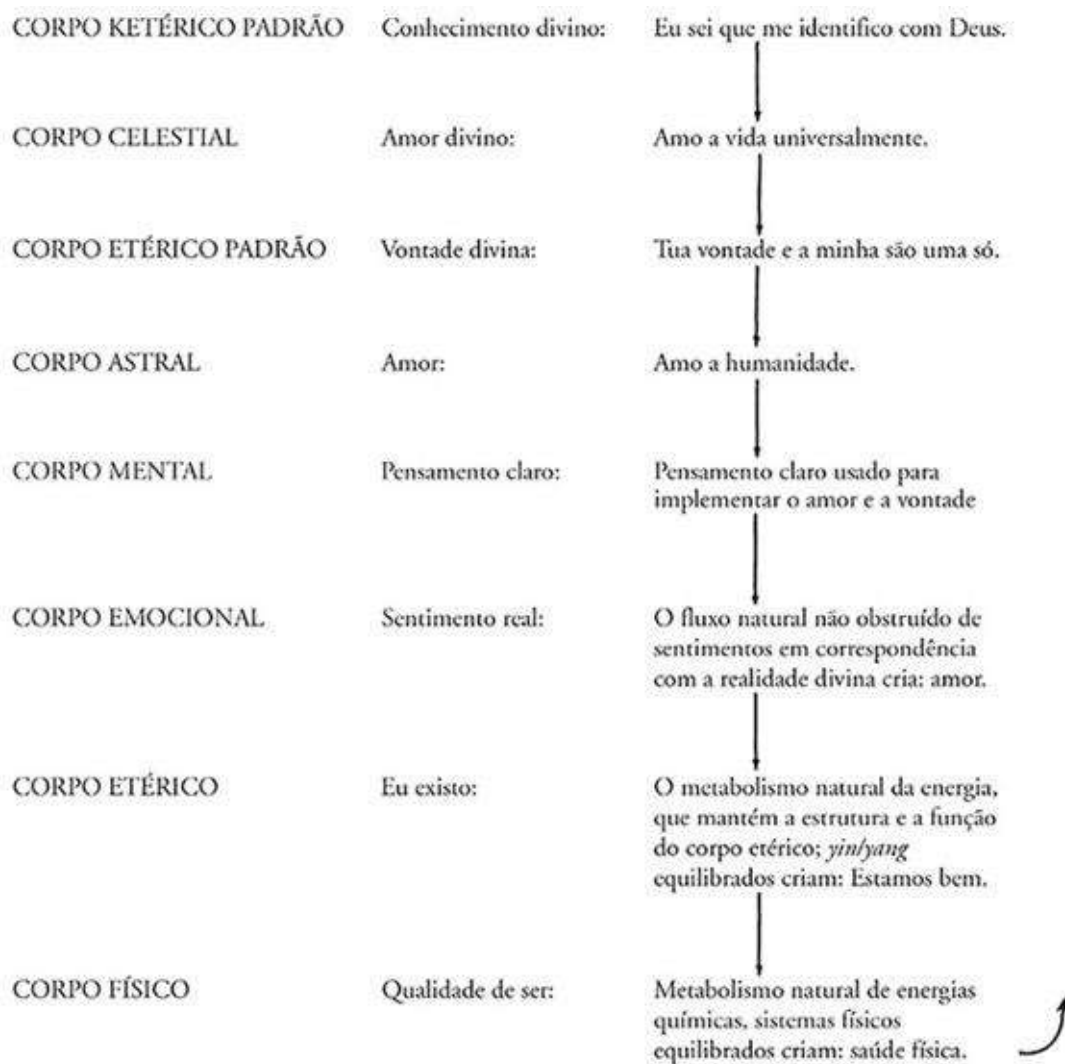 CORPO KETÉRICO PADRÃO Conhecimento divino: Eu sei que me identifico com Deus.
CORPO CELESTIAL Amor divino: Amo a vida universalmente.
CORPO ETÉRICO PADRÃO Vontade divina: Tua vontade e a minha são uma só.
CORPO ASTRAL Amor: Amo a humanidade.
CORPO MENTAL Pensamento claro: Pensamento claro usado para
implementar o amor e a vontade
CORPO EMOCIONAL Sentimento real: O fluxo natural não obstruído de
sentimentos em correspondência
com a realidade divina cria: amor.
CORPO ETÉRICO Eu existo: O metabolismo natural da energia,
que mantém a estrutura e a função
do corpo etérico; yin/yang
equilibrados criam: Estamos bem.
CORPO FÍSICO Qualidade de ser: Metabolismo natural de energias
químicas, sistemas físicos
equilibrados criam: saúde física.